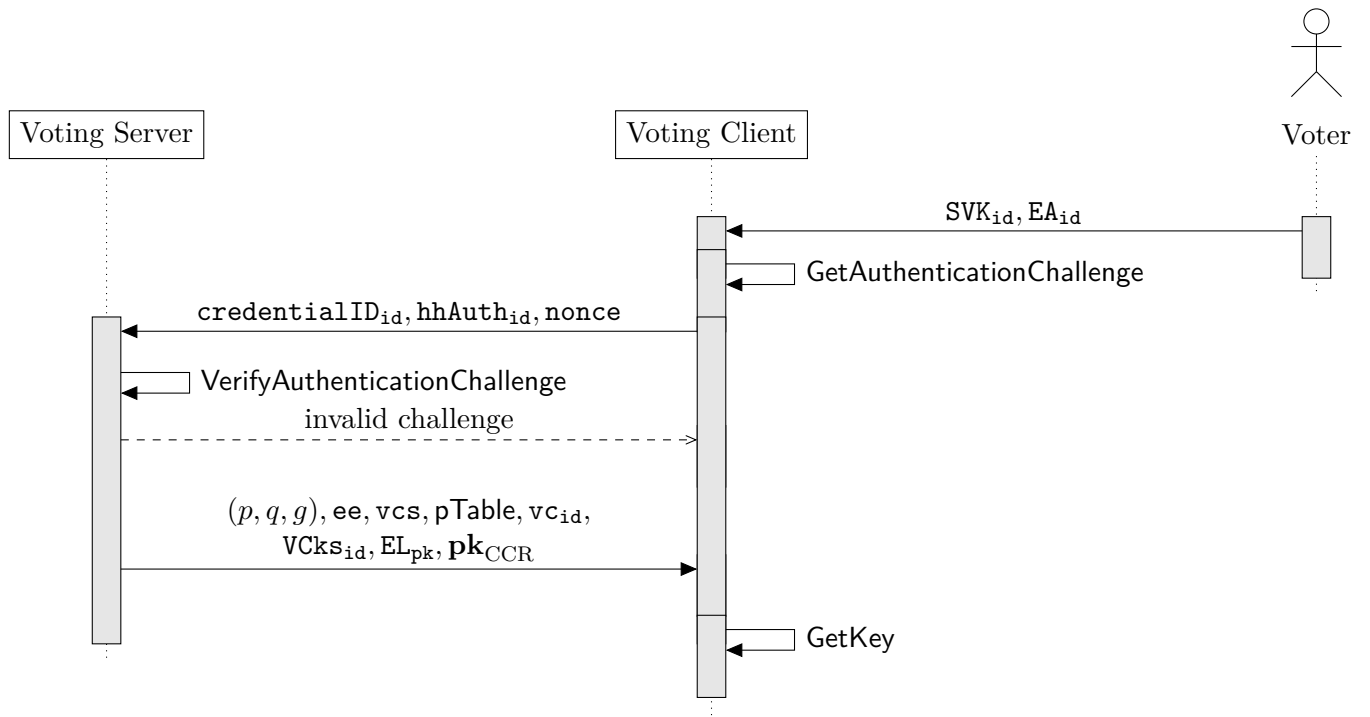 Voting Server
Voting Client
Voter
SVK_id, EA_id
GetAuthenticationChallenge
credentialID_id, hhAuth_id, nonce
VerifyAuthenticationChallenge
invalid challenge
(p, q, g), ee, vcs, pTable, vc_id,
VCks_id, EL_pk, pk_CCR
GetKey